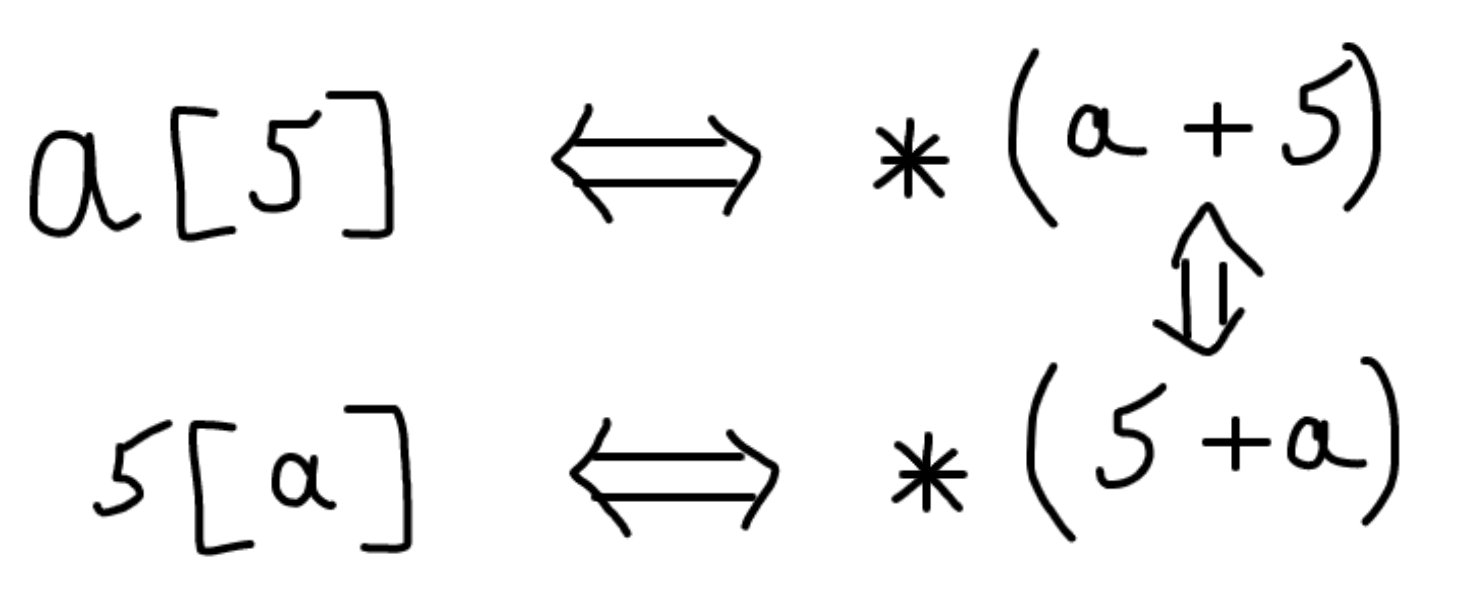 a[5] ⟺ *(a + 5)
⇕
5[a] ⟺ *(5 + a)